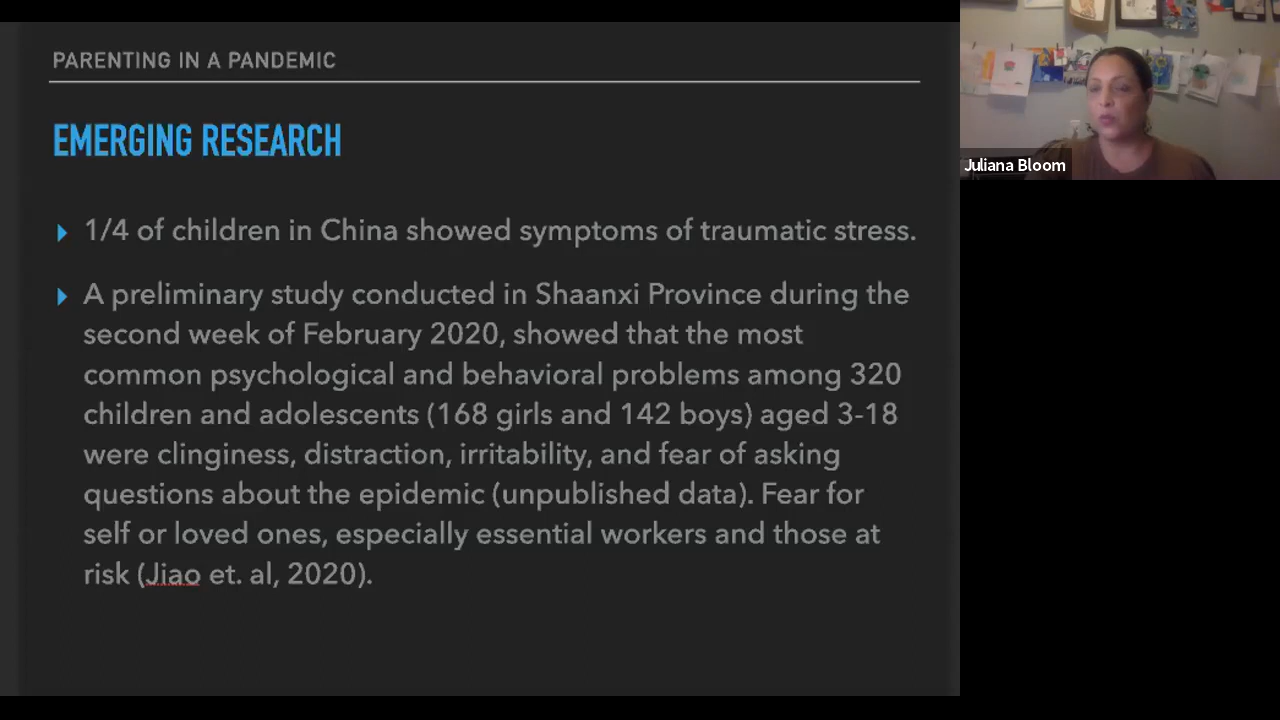 PARENTING IN A PANDEMIC
EMERGING RESEARCH
1/4 of children in China showed symptoms of traumatic stress.
A preliminary study conducted in Shaanxi Province during the
second week of February 2020, showed that the most
common psychological and behavioral problems among 320
children and adolescents (168 girls and 142 boys) aged 3-18
were clinginess, distraction, irritability, and fear of asking
questions about the epidemic (unpublished data). Fear for
self or loved ones, especially essential workers and those at
risk (Jiao et. al, 2020).
Juliana Bloom